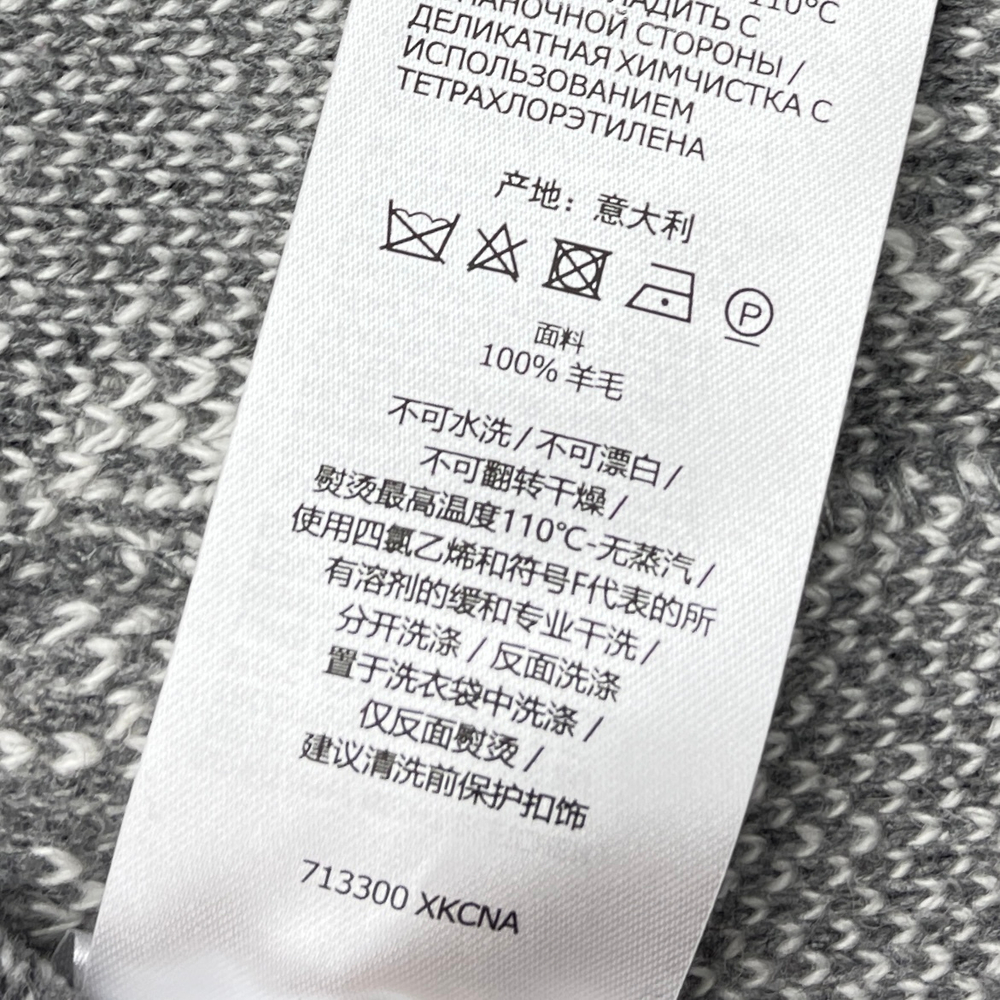 110°C
ЛАДИТЬ С
ИЗНАНОЧНОЙ СТОРОНЫ /
ДЕЛИКАТНАЯ ХИМЧИСТКА С
ИСПОЛЬЗОВАНИЕМ
ТЕТРАХЛОРЭТИЛЕНА
产地：意大利
P
面料
100% 羊毛
不可水洗 / 不可漂白 /
不可翻转干燥 /
熨烫最高温度110℃-无蒸汽 /
使用四氯乙烯和符号F代表的所
有溶剂的缓和专业干洗 /
分开洗涤 / 反面洗涤
置于洗衣袋中洗涤 /
仅反面熨烫 /
建议清洗前保护扣饰
713300 XKCNA